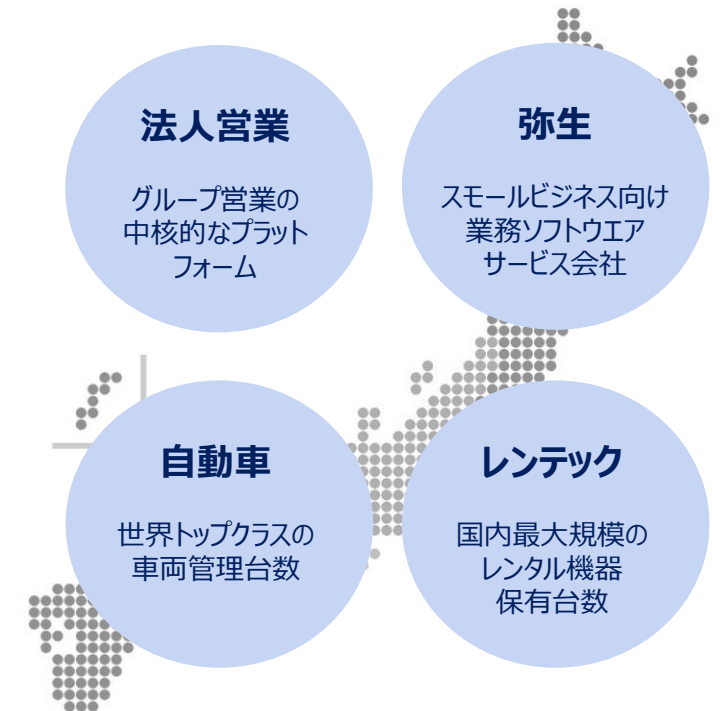 法人営業
グループ営業の
中核的なプラット
フォーム
弥生
スモールビジネス向け
業務ソフトウエア
サービス会社
自動車
世界トップクラスの
車両管理台数
レンテック
国内最大規模の
レンタル機器
保有台数